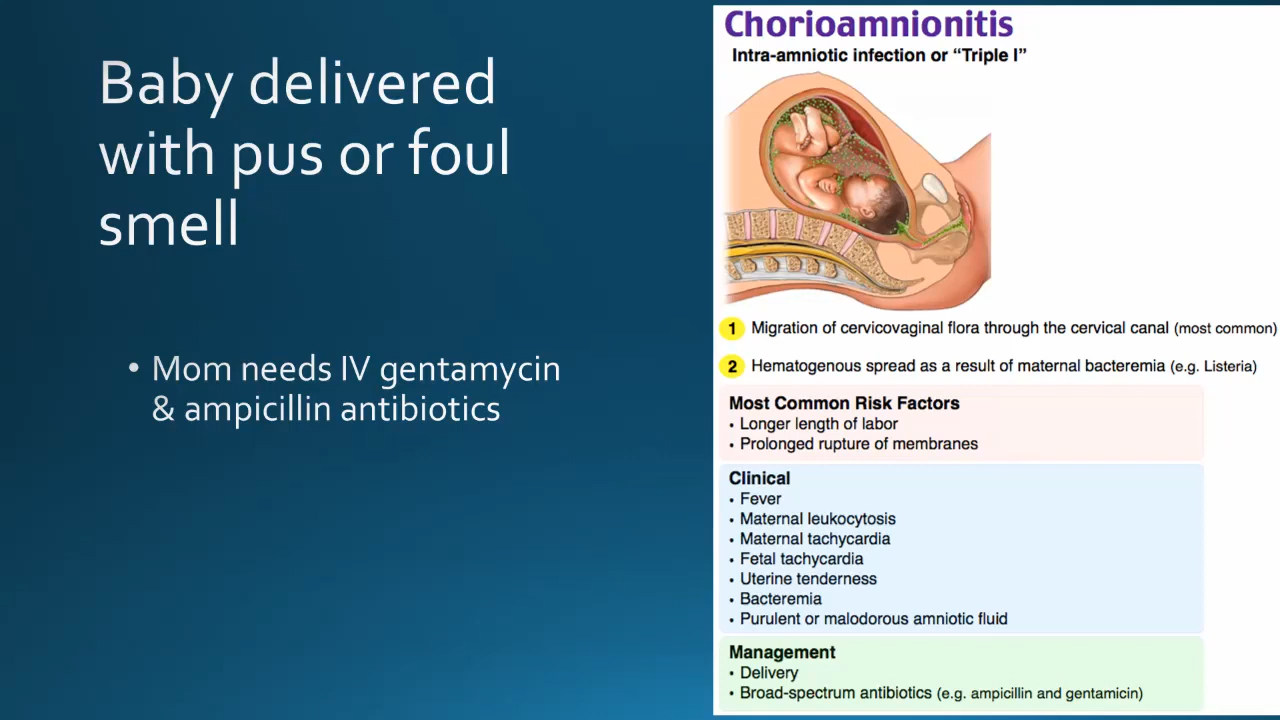 Baby delivered
with pus or foul
smell
• Mom needs IV gentamycin
& ampicillin antibiotics
Chorioamnionitis
Intra-amniotic infection or “Triple I”
1 Migration of cervicovaginal flora through the cervical canal (most common)
2 Hematogenous spread as a result of maternal bacteremia (e.g. Listeria)
Most Common Risk Factors
• Longer length of labor
• Prolonged rupture of membranes
Clinical
• Fever
• Maternal leukocytosis
• Maternal tachycardia
• Fetal tachycardia
• Uterine tenderness
• Bacteremia
• Purulent or malodorous amniotic fluid
Management
• Delivery
• Broad-spectrum antibiotics (e.g. ampicillin and gentamicin)